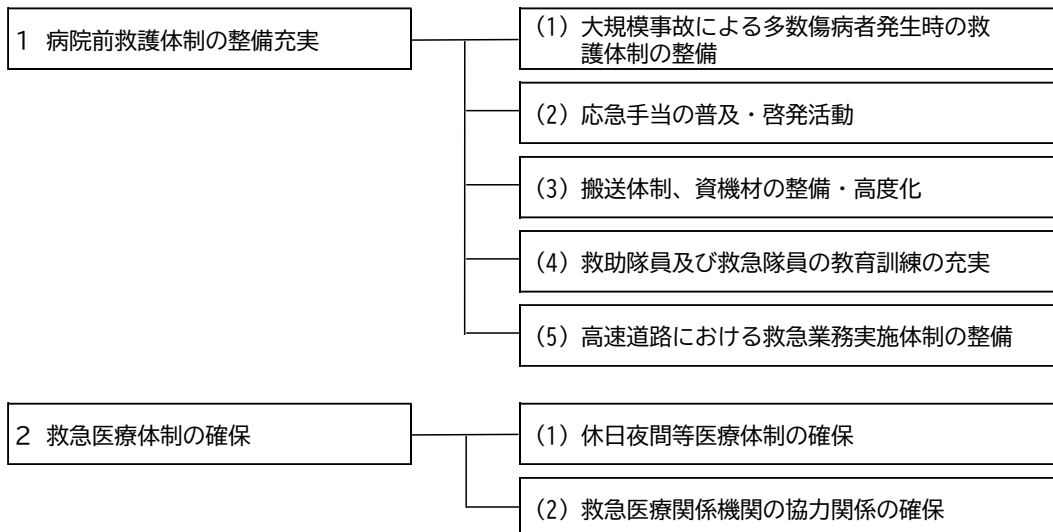 1 病院前救護体制の整備充実
(1) 大規模事故による多数傷病者発生時の救
護体制の整備
(2) 応急手当の普及・啓発活動
(3) 搬送体制、資機材の整備・高度化
(4) 救助隊員及び救急隊員の教育訓練の充実
(5) 高速道路における救急業務実施体制の整備
2 救急医療体制の確保
(1) 休日夜間等医療体制の確保
(2) 救急医療関係機関の協力関係の確保